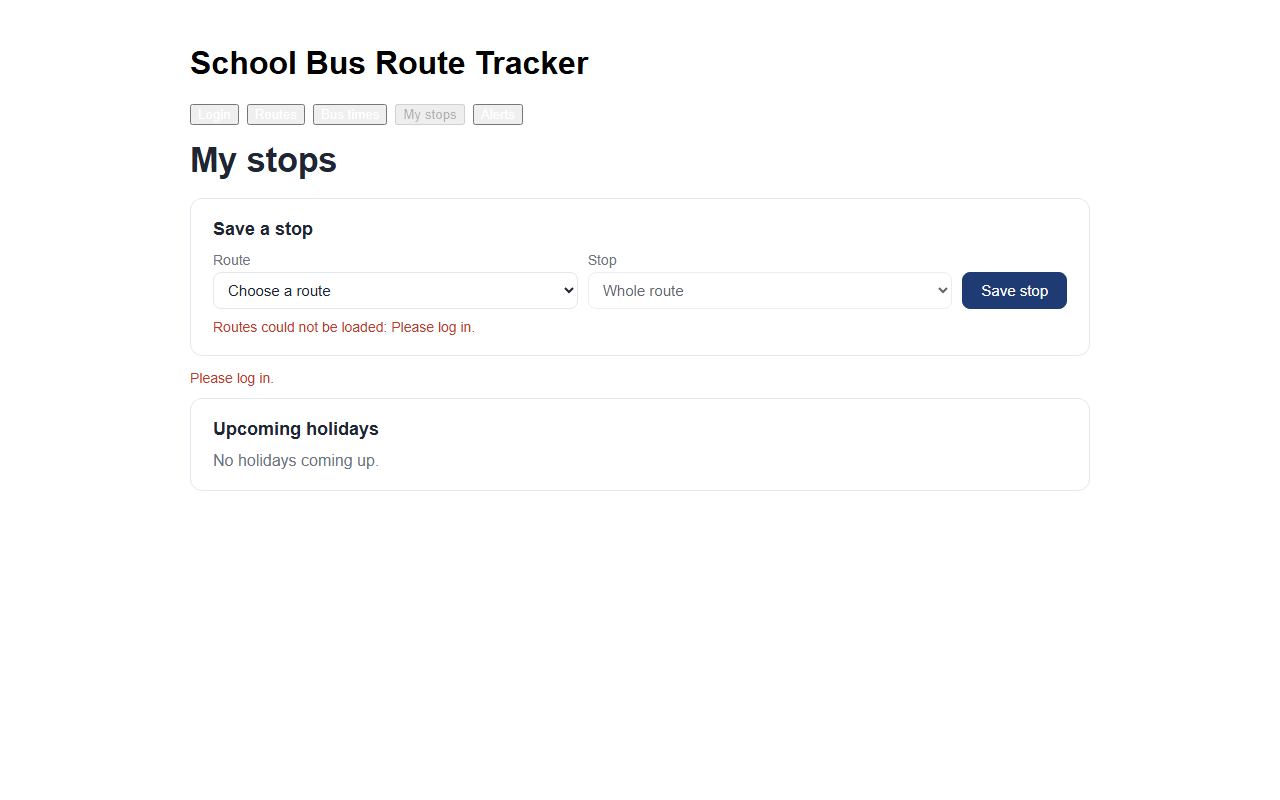 School Bus Route Tracker
Login Routes Bus times My stops Alerts
My stops
Save a stop
Route Stop
Choose a route Whole route Save stop
Routes could not be loaded: Please log in.
Please log in.
Upcoming holidays
No holidays coming up.